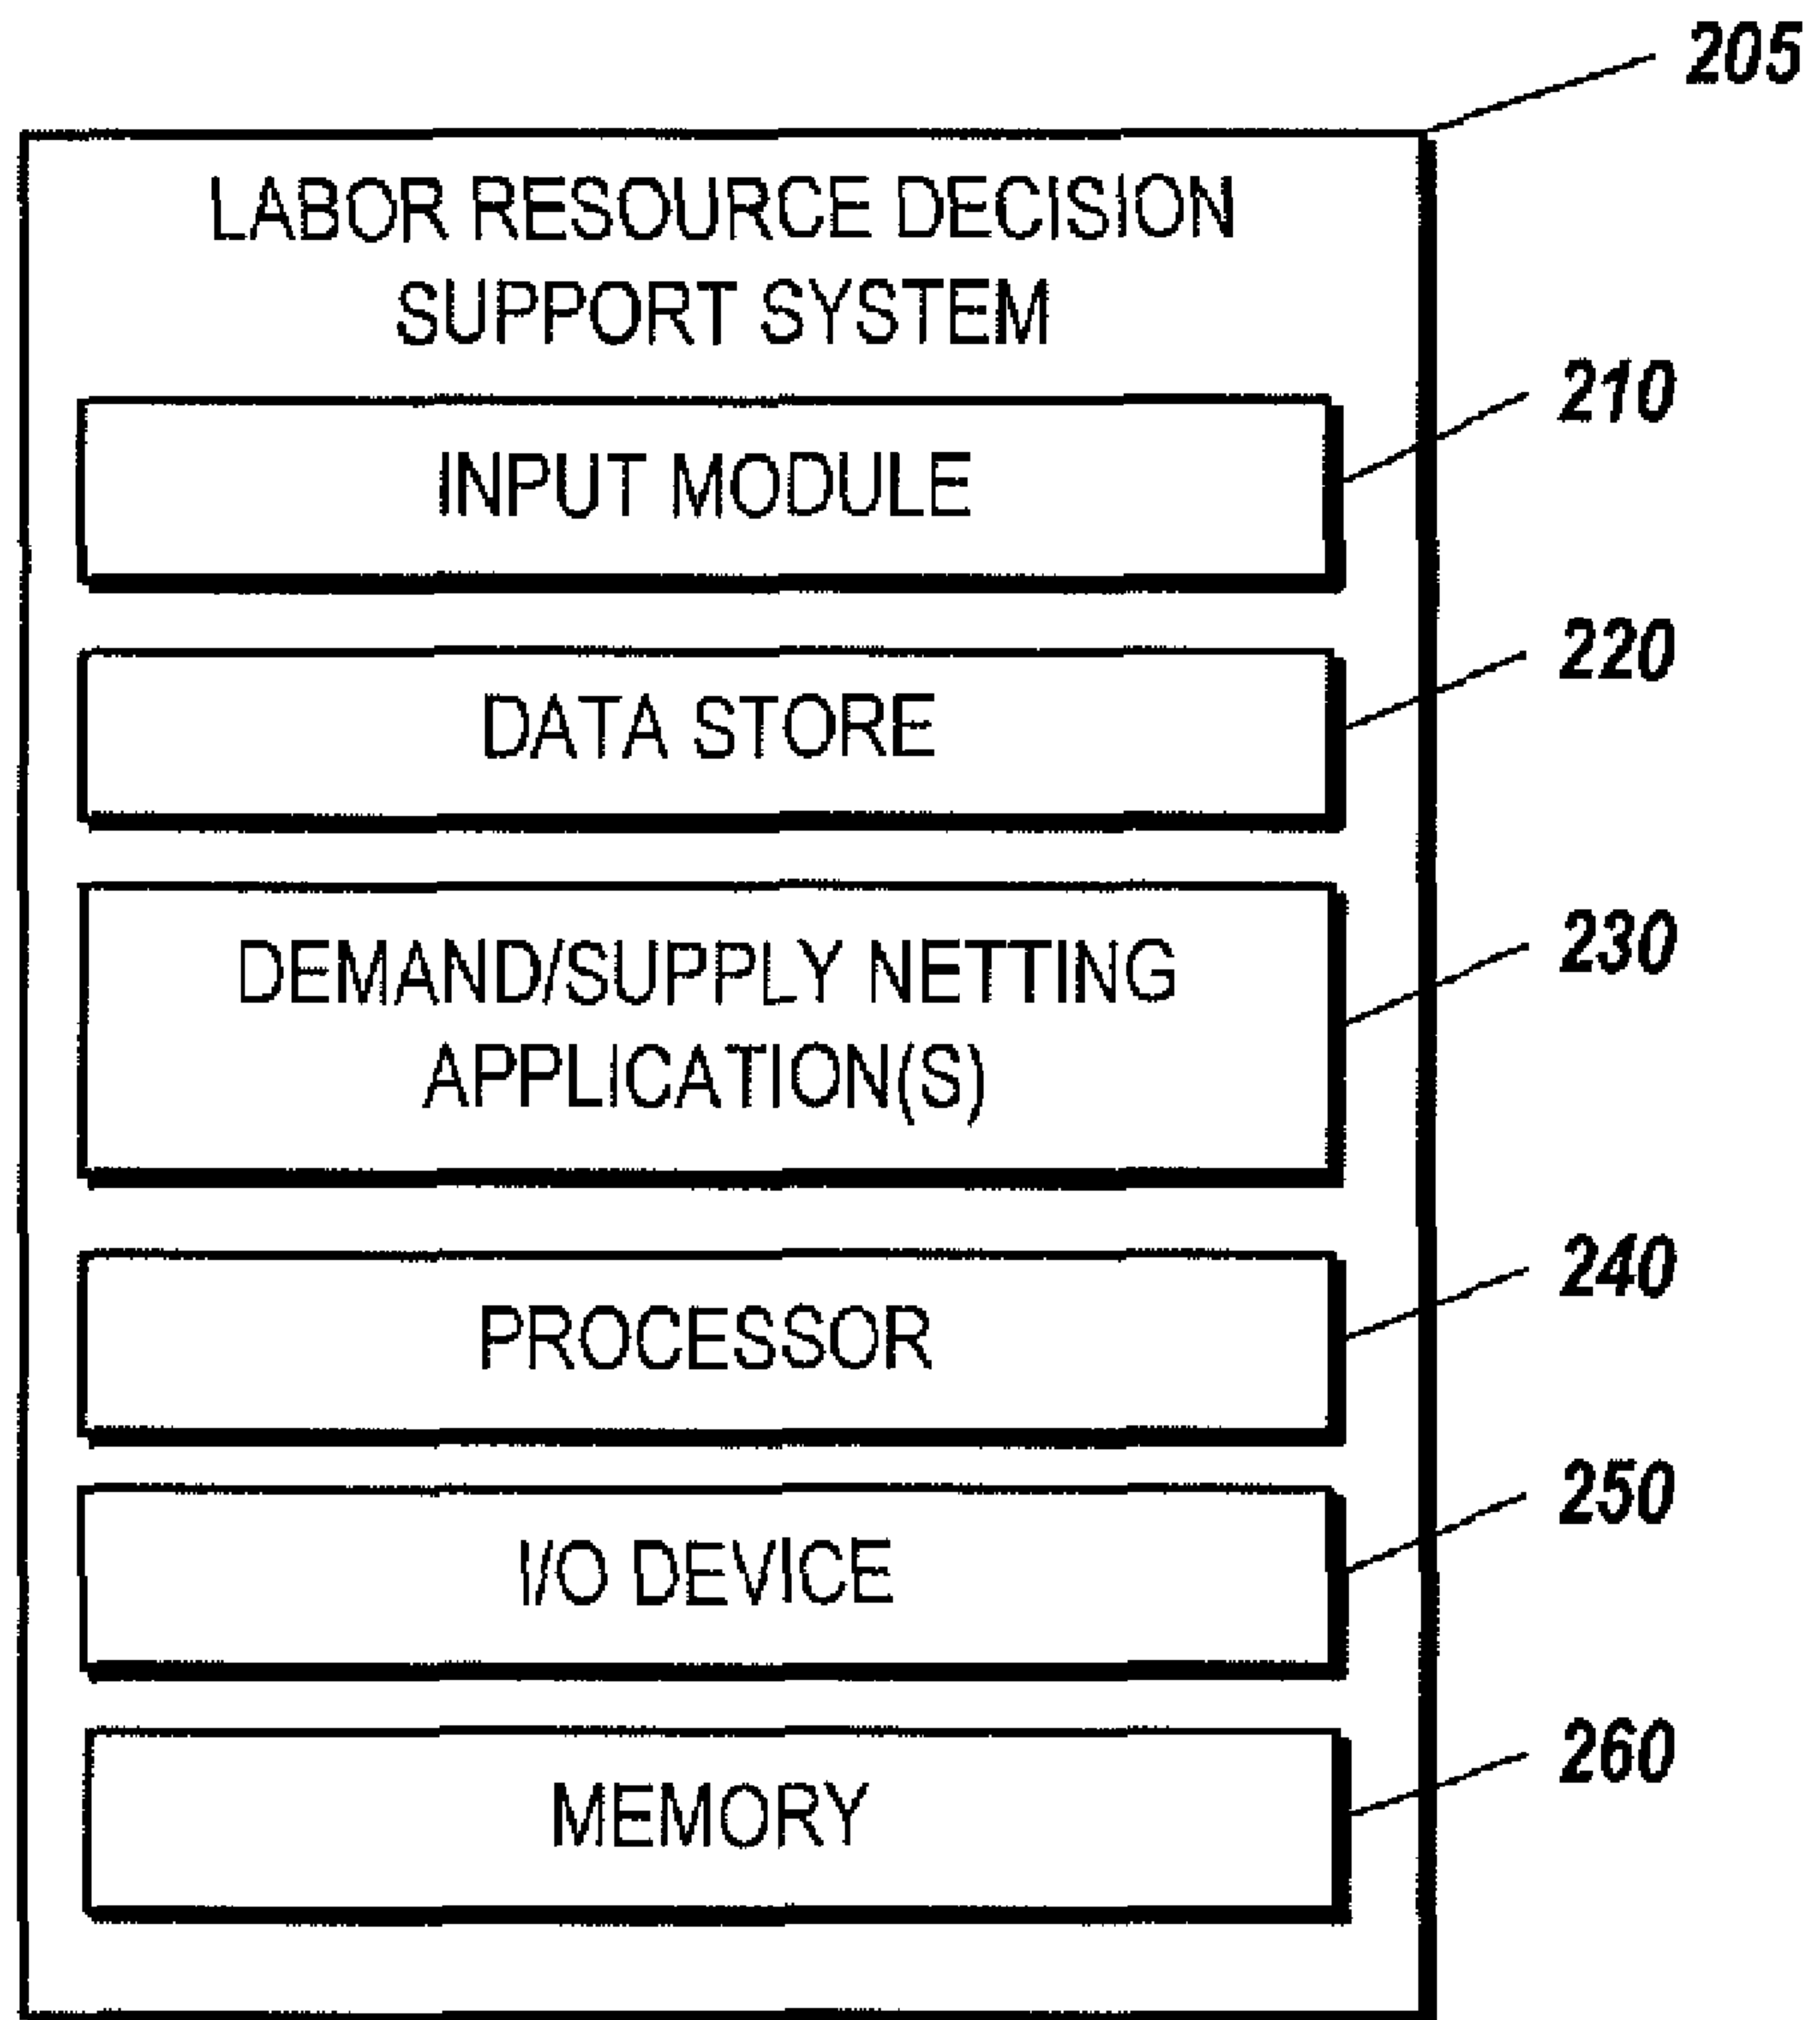 205
LABOR RESOURCE DECISION
SUPPORT SYSTEM
210
INPUT MODULE
220
DATA STORE
230
DEMAND/SUPPLY NETTING
APPLICATION(S)
240
PROCESSOR
250
I/O DEVICE
260
MEMORY